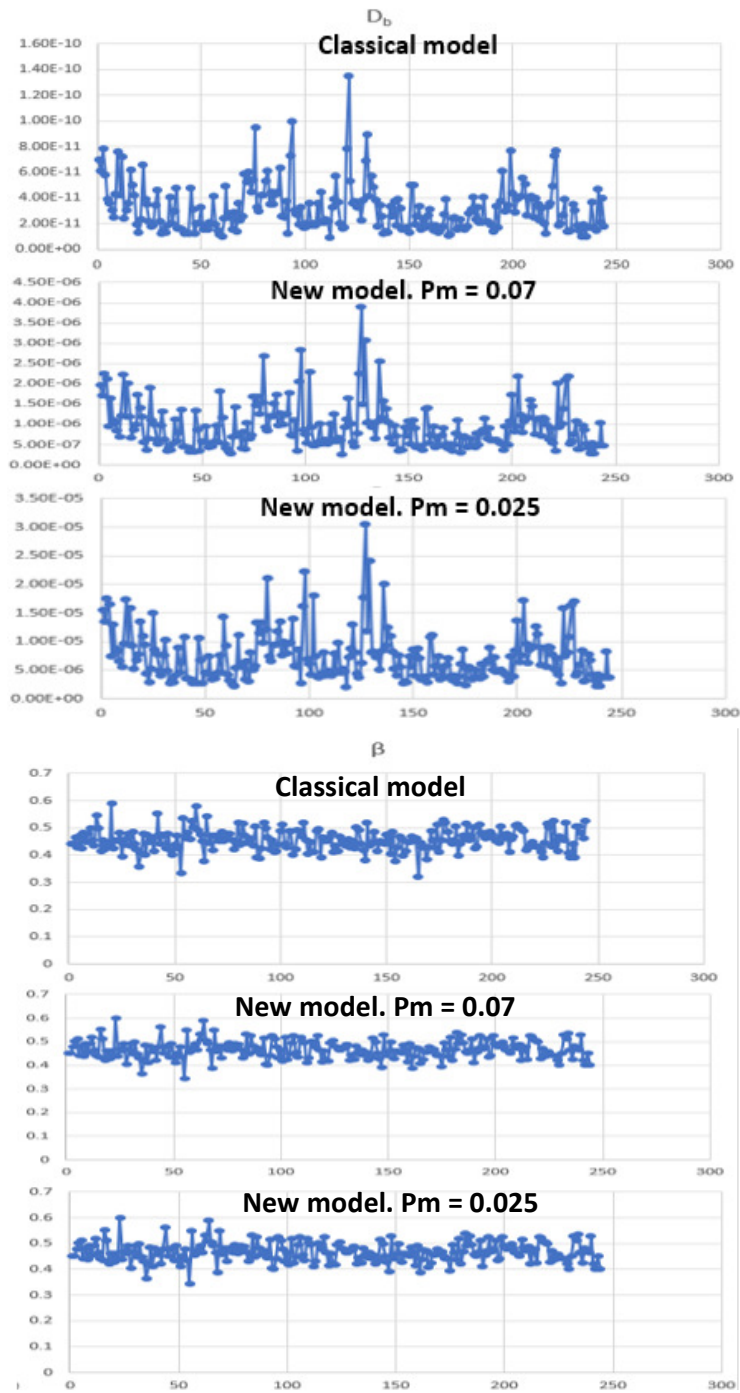 D_b
Classical model
1.60E-10
1.40E-10
1.20E-10
1.00E-10
8.00E-11
6.00E-11
4.00E-11
2.00E-11
0.00E+00
0 50 100 150 200 250 300
New model. Pm = 0.07
4.50E-06
4.00E-06
3.50E-06
3.00E-06
2.50E-06
2.00E-06
1.50E-06
1.00E-06
5.00E-07
0.00E+00
0 50 100 150 200 250 300
New model. Pm = 0.025
3.50E-05
3.00E-05
2.50E-05
2.00E-05
1.50E-05
1.00E-05
5.00E-06
0.00E+00
0 50 100 150 200 250 300
β
Classical model
0.7
0.6
0.5
0.4
0.3
0.2
0.1
0
0 50 100 150 200 250 300
New model. Pm = 0.07
0.7
0.6
0.5
0.4
0.3
0.2
0.1
0
0 50 100 150 200 250 300
New model. Pm = 0.025
0.7
0.6
0.5
0.4
0.3
0.2
0.1
0
0 50 100 150 200 250 300